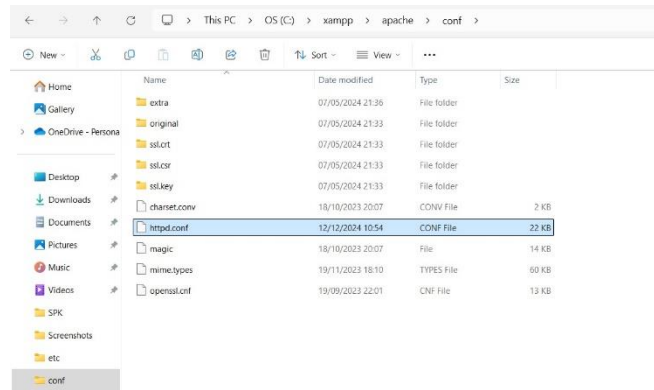 This PC > OS (C:) > xampp > apache > conf >
New Sort View ...
Name Date modified Type Size
Home
Gallery
OneDrive - Persona
Desktop
Downloads
Documents
Pictures
Music
Videos
SPK
Screenshots
etc
conf
extra 07/05/2024 21:36 File folder
original 07/05/2024 21:33 File folder
ssl.crt 07/05/2024 21:33 File folder
ssl.csr 07/05/2024 21:33 File folder
ssl.key 07/05/2024 21:33 File folder
charset.conv 18/10/2023 20:07 CONV File 2 KB
httpd.conf 12/12/2024 10:54 CONF File 22 KB
magic 18/10/2023 20:07 File 14 KB
mime.types 19/11/2023 18:10 TYPES File 60 KB
openssl.cnf 19/09/2023 22:01 CNF File 13 KB